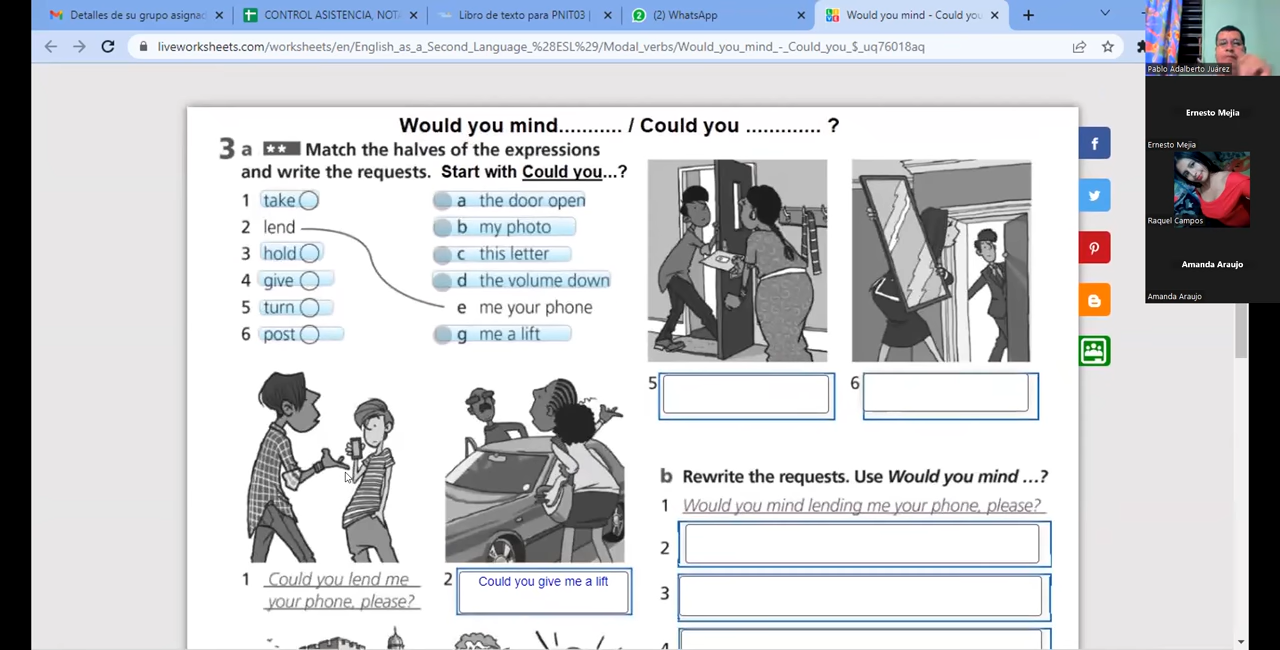 Detalles de su grupo asignac
CONTROL ASISTENCIA, NOTA
Libro de texto para PNIT03 |
(2) WhatsApp
Would you mind - Could you
liveworksheets.com/worksheets/en/English_as_a_Second_Language_%28ESL%29/Modal_verbs/Would_you_mind_-_Could_you_$_uq76018aq
Pablo Adalberto Juárez
Ernesto Mejia
Ernesto Mejia
Raquel Campos
Amanda Araujo
Amanda Araujo
Would you mind........... / Could you ............. ?
3 a ★★ Match the halves of the expressions
and write the requests. Start with Could you...?
1 take
2 lend
3 hold
4 give
5 turn
6 post
a the door open
b my photo
c this letter
d the volume down
e me your phone
g me a lift
1 Could you lend me
your phone, please?
2 Could you give me a lift
5
6
b Rewrite the requests. Use Would you mind ...?
1 Would you mind lending me your phone, please?
2
3
4